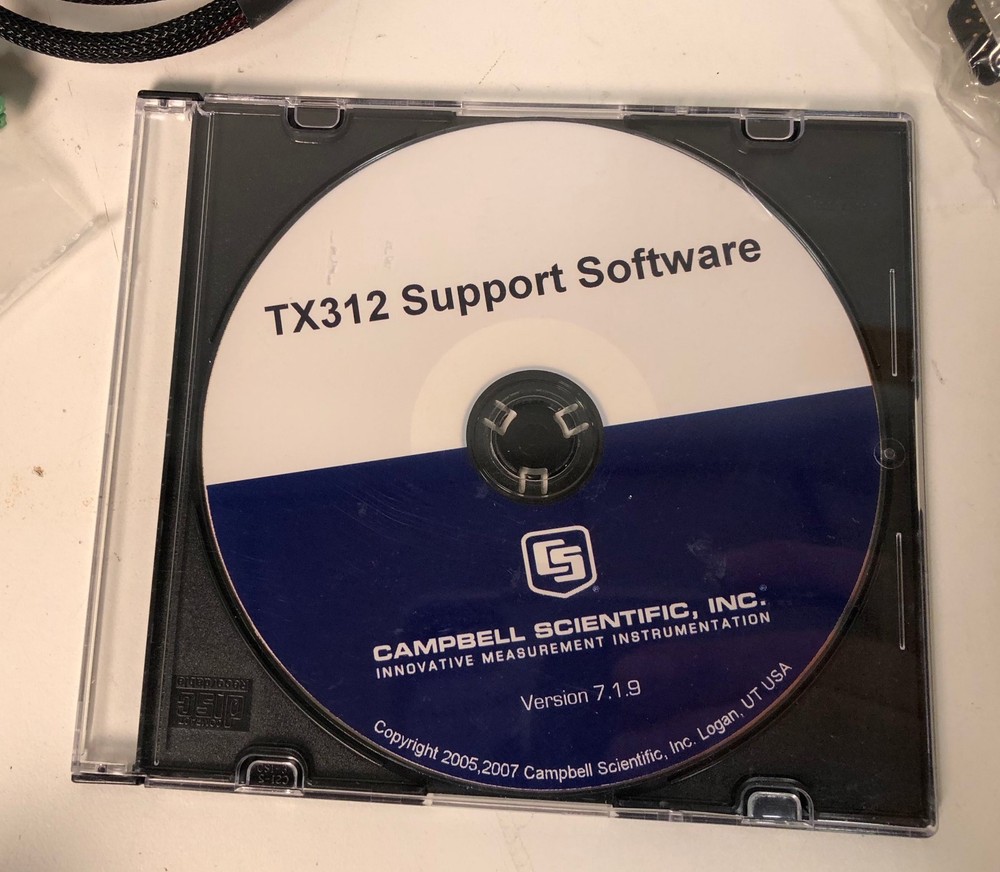 TX312 Support Software
CS
CAMPBELL SCIENTIFIC, INC.®
INNOVATIVE MEASUREMENT INSTRUMENTATION
Version 7.1.9
Copyright 2005,2007 Campbell Scientific, Inc. Logan, UT USA